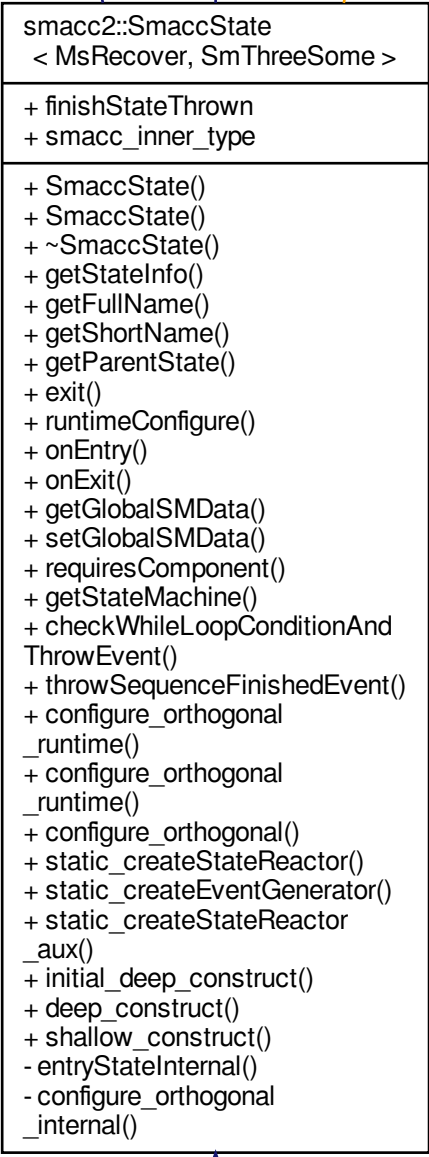 smacc2::SmaccState
< MsRecover, SmThreeSome >
+ finishStateThrown
+ smacc_inner_type
+ SmaccState()
+ SmaccState()
+ ~SmaccState()
+ getStateInfo()
+ getFullName()
+ getShortName()
+ getParentState()
+ exit()
+ runtimeConfigure()
+ onEntry()
+ onExit()
+ getGlobalSMData()
+ setGlobalSMData()
+ requiresComponent()
+ getStateMachine()
+ checkWhileLoopConditionAnd
ThrowEvent()
+ throwSequenceFinishedEvent()
+ configure_orthogonal
_runtime()
+ configure_orthogonal
_runtime()
+ configure_orthogonal()
+ static_createStateReactor()
+ static_createEventGenerator()
+ static_createStateReactor
_aux()
+ initial_deep_construct()
+ deep_construct()
+ shallow_construct()
- entryStateInternal()
- configure_orthogonal
_internal()